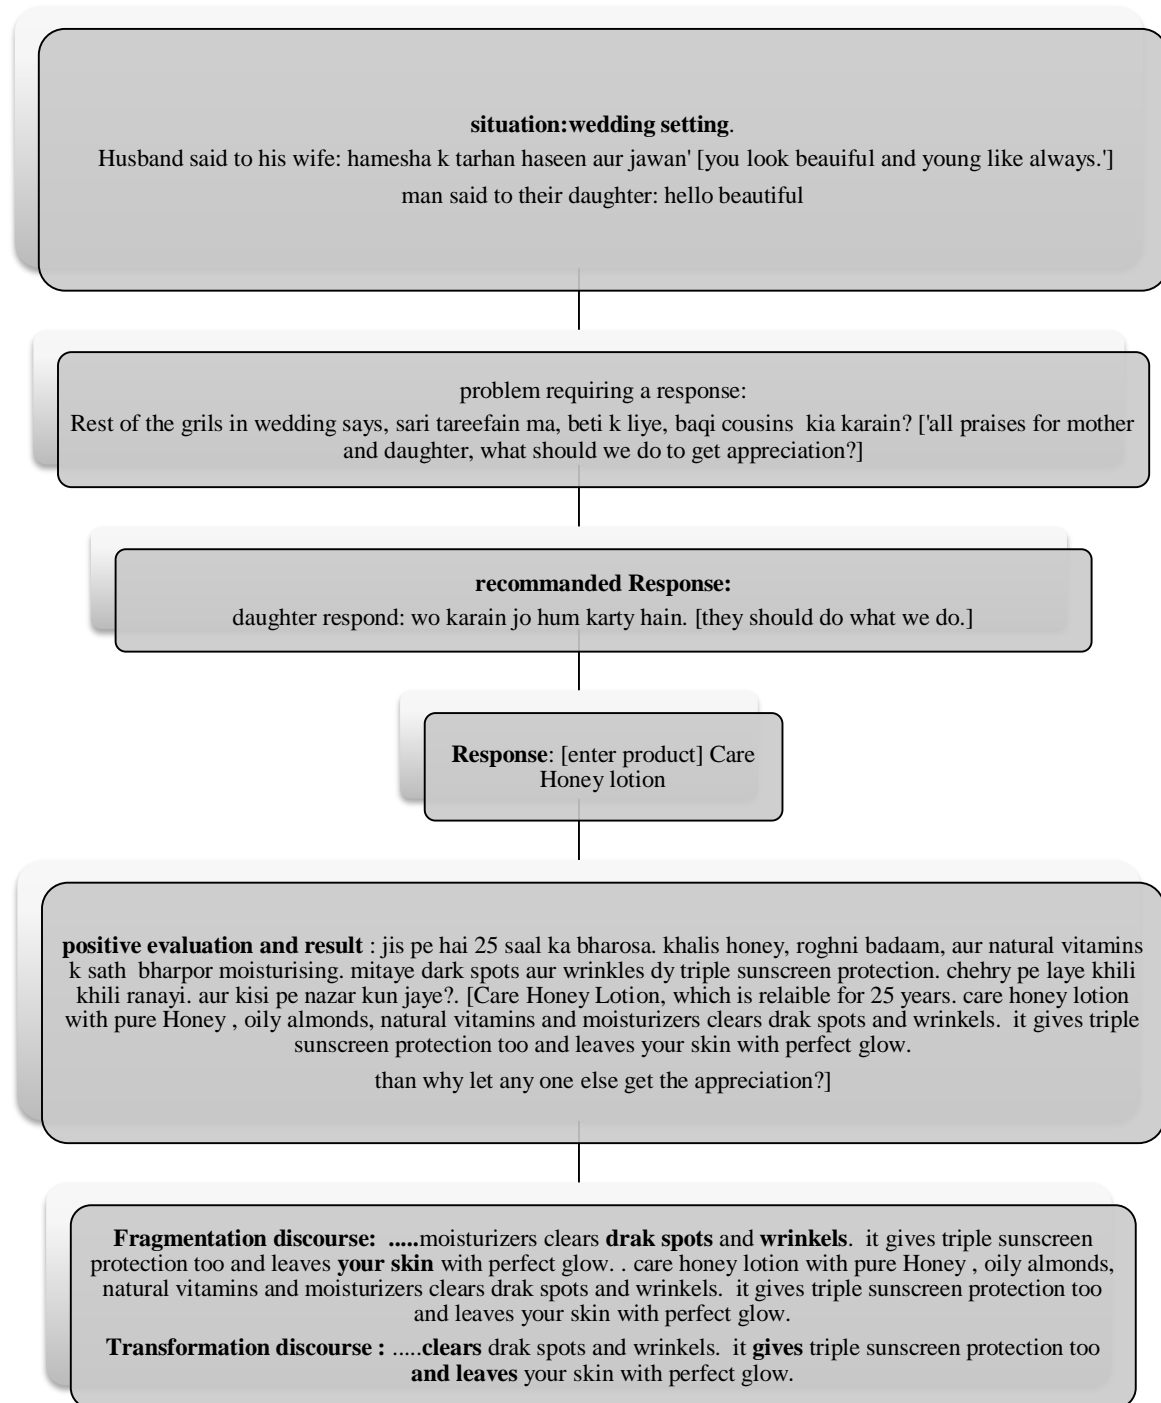 situation:wedding setting.
Husband said to his wife: hamesha k tarhan haseen aur jawan' [you look beauiful and young like always.']
man said to their daughter: hello beautiful
problem requiring a response:
Rest of the grils in wedding says, sari tareefain ma, beti k liye, baqi cousins kia karain? ['all praises for mother
and daughter, what should we do to get appreciation?]
recommanded Response:
daughter respond: wo karain jo hum karty hain. [they should do what we do.]
Response: [enter product] Care
Honey lotion
positive evaluation and result : jis pe hai 25 saal ka bharosa. khalis honey, roghni badaam, aur natural vitamins
k sath bharpor moisturising. mitaye dark spots aur wrinkles dy triple sunscreen protection. chehry pe laye khili
khili ranayi. aur kisi pe nazar kun jaye?. [Care Honey Lotion, which is relaible for 25 years. care honey lotion
with pure Honey , oily almonds, natural vitamins and moisturizers clears drak spots and wrinkels. it gives triple
sunscreen protection too and leaves your skin with perfect glow.
than why let any one else get the appreciation?]
Fragmentation discourse: .....moisturizers clears drak spots and wrinkels. it gives triple sunscreen
protection too and leaves your skin with perfect glow. . care honey lotion with pure Honey , oily almonds,
natural vitamins and moisturizers clears drak spots and wrinkels. it gives triple sunscreen protection too
and leaves your skin with perfect glow.
Transformation discourse : .....clears drak spots and wrinkels. it gives triple sunscreen protection too
and leaves your skin with perfect glow.